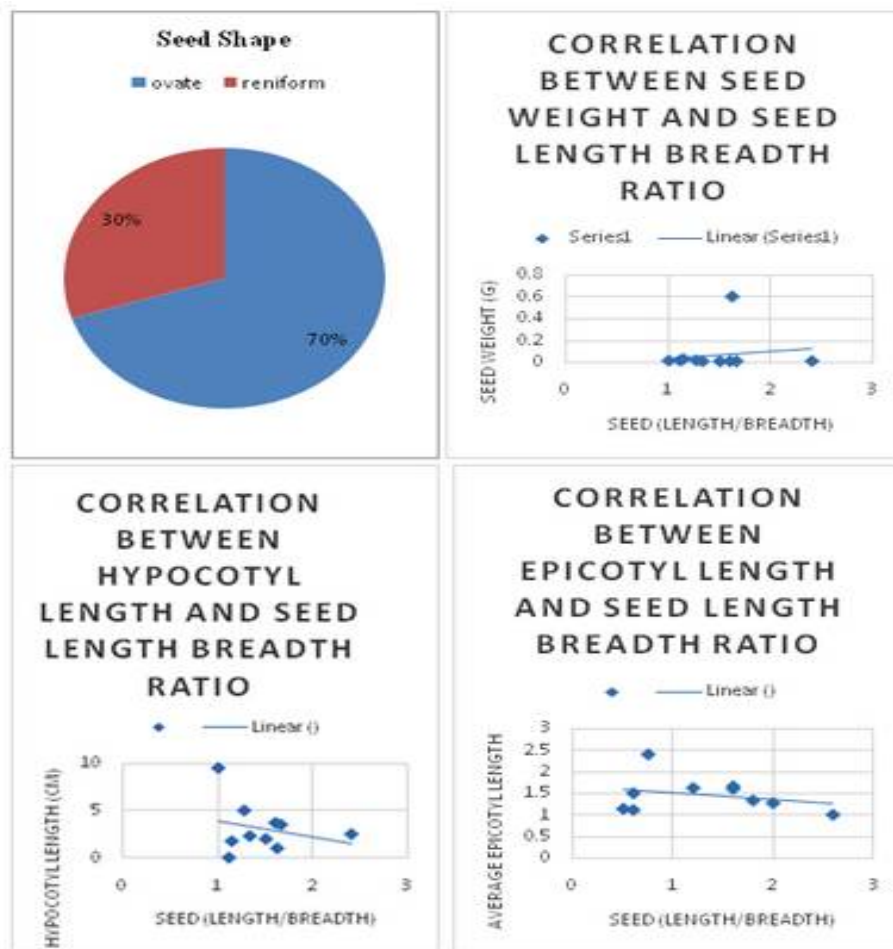 Seed Shape
ovate reniform
30%
70%
CORRELATION
BETWEEN SEED
WEIGHT AND SEED
LENGTH BREADTH
RATIO
Series1 Linear (Series1)
SEED WEIGHT (G)
0.8
0.6
0.4
0.2
0
0 1 2 3
SEED (LENGTH/BREADTH)
CORRELATION
BETWEEN
HYPOCOTYL
LENGTH AND SEED
LENGTH BREADTH
RATIO
Linear ()
HYPOCOTYL LENGTH (CM)
10
5
0
0 1 2 3
SEED (LENGTH/BREADTH)
CORRELATION
BETWEEN
EPICOTYL LENGTH
AND SEED LENGTH
BREADTH RATIO
Linear ()
AVERAGE EPICOTYL LENGTH
3
2.5
2
1.5
1
0.5
0
0 1 2 3
SEED (LENGTH/BREADTH)